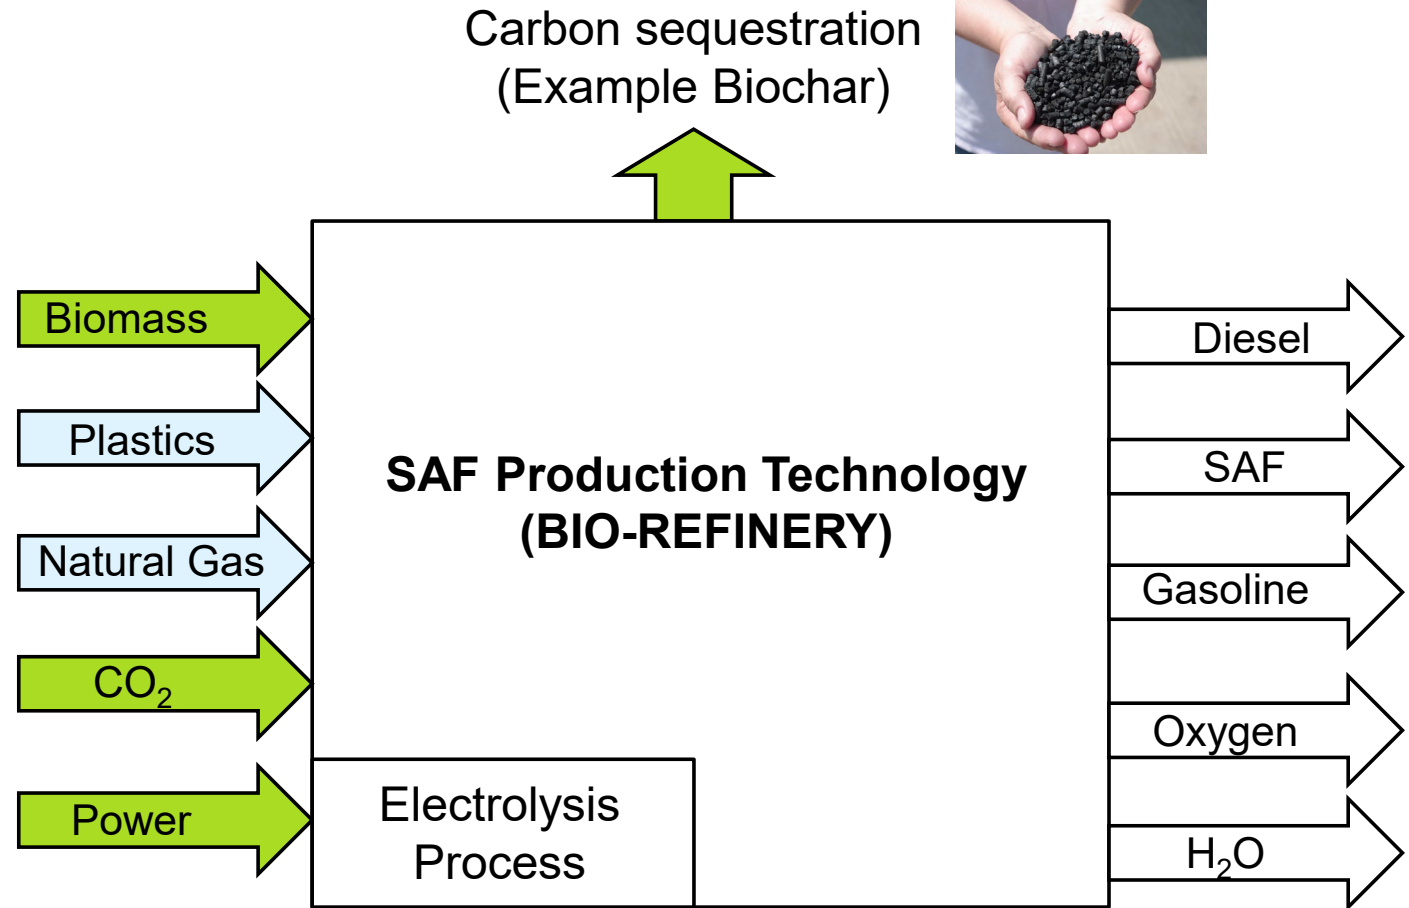 Carbon sequestration
(Example Biochar)
Biomass
Plastics
Natural Gas
CO₂
Power
SAF Production Technology
(BIO-REFINERY)
Electrolysis
Process
Diesel
SAF
Gasoline
Oxygen
H₂O